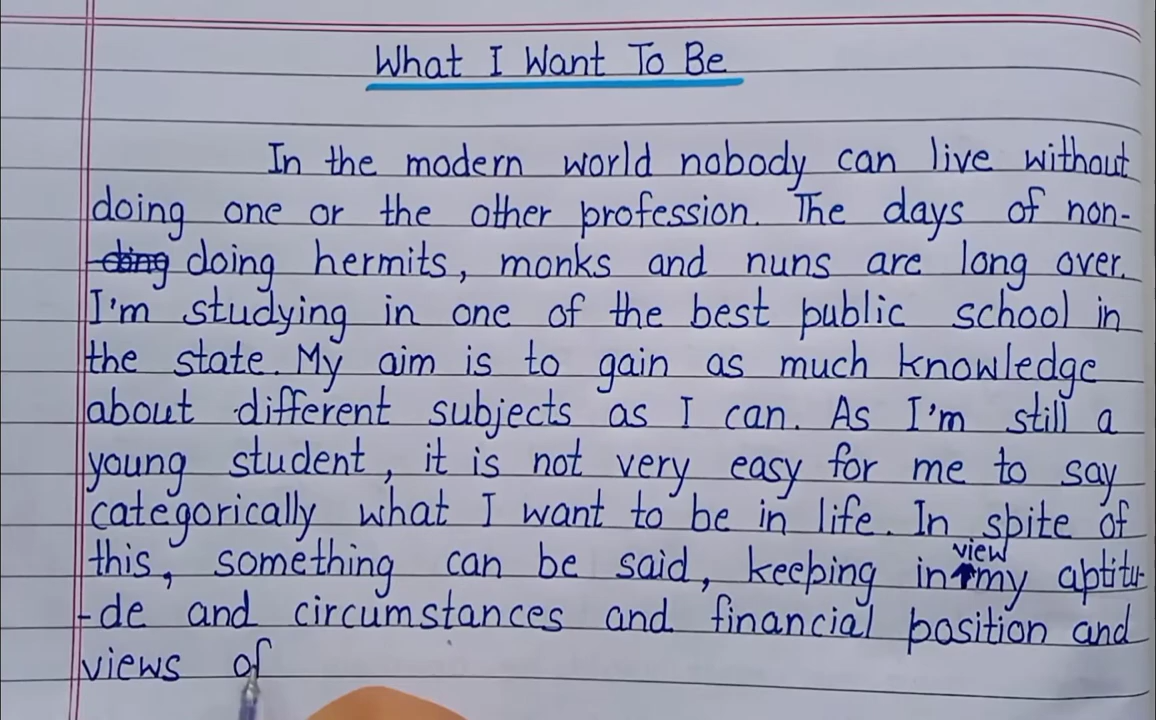 What I Want To Be
In the modern world nobody can live without
doing one or the other profession. The days of non-
doing doing hermits, monks and nuns are long over.
I'm studying in one of the best public school in
the state. My aim is to gain as much knowledge
about different subjects as I can. As I'm still a
young student, it is not very easy for me to say
categorically what I want to be in life. In spite of
this, something can be said, keeping in view my aptitu-
-de and circumstances and financial position and
views of